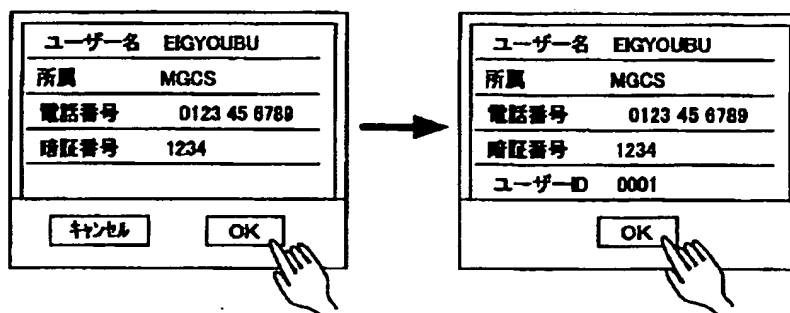 ユーザー名 EIGYOUBU
所属 MGCS
電話番号 0123 45 6789
暗証番号 1234
キャンセル OK
ユーザー名 EIGYOUBU
所属 MGCS
電話番号 0123 45 6789
暗証番号 1234
ユーザーID 0001
OK